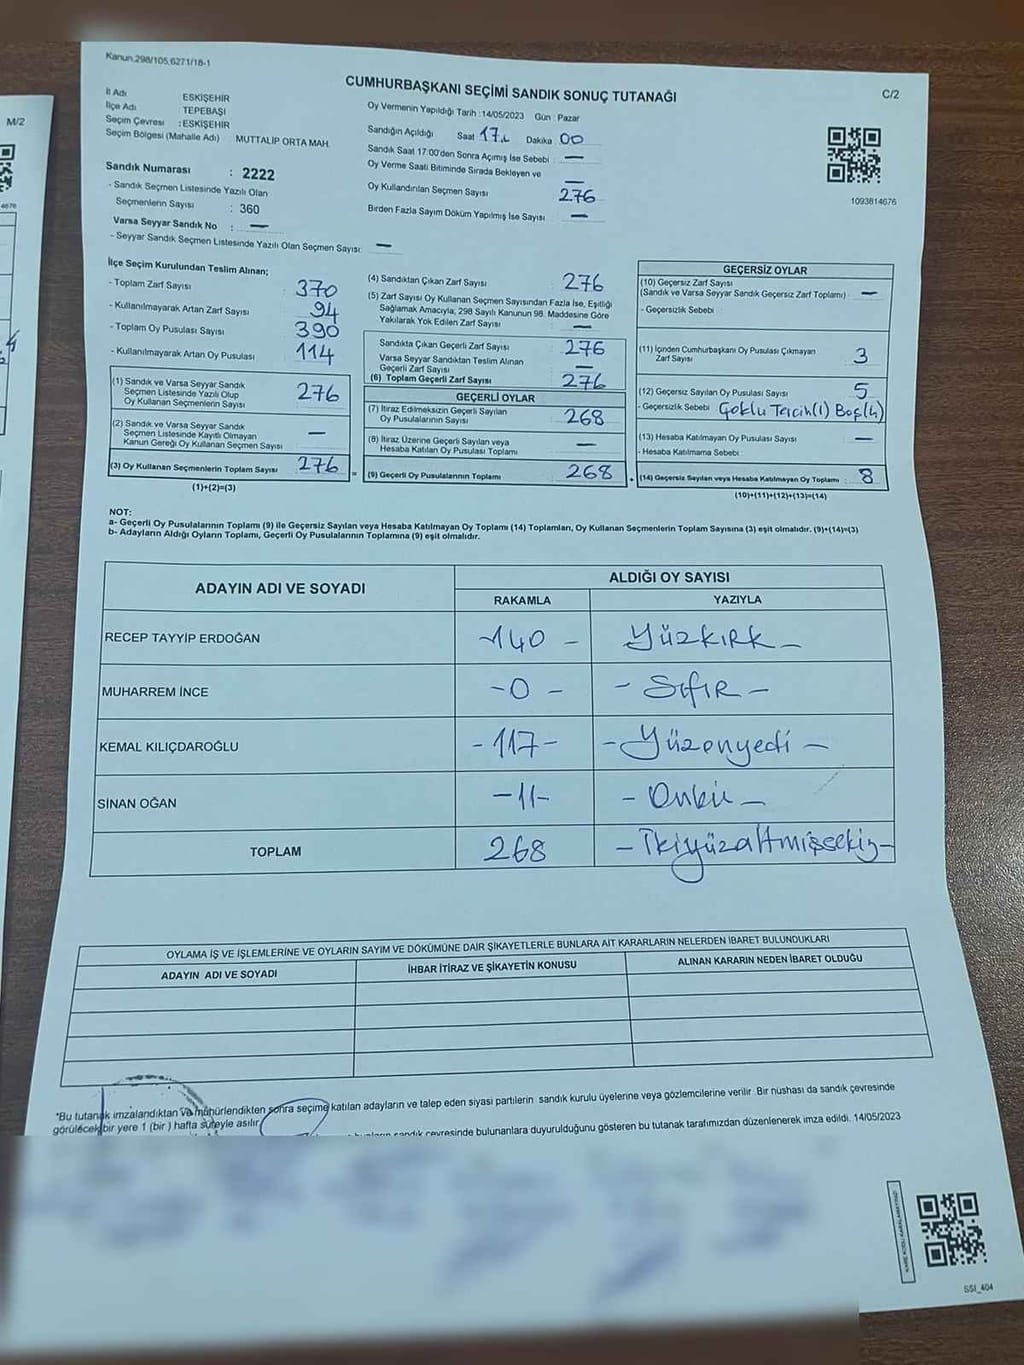 M/2
4676
Kanun.298/105,6271/18-1
CUMHURBAŞKANI SEÇİMİ SANDIK SONUÇ TUTANAĞI
C/2
İl Adı ESKİŞEHİR
İlçe Adı TEPEBAŞI
Seçim Çevresi : ESKİŞEHİR
Seçim Bölgesi (Mahalle Adı) MUTTALIP ORTA MAH.
Sandık Numarası : 2222
- Sandık Seçmen Listesinde Yazılı Olan
Seçmenlerin Sayısı : 360
Varsa Seyyar Sandık No : —
- Seyyar Sandık Seçmen Listesinde Yazılı Olan Seçmen Sayısı: —
Oy Vermenin Yapıldığı Tarih : 14/05/2023 Gün : Pazar
Sandığın Açıldığı Saat 17 Dakika 00
Sandık Saat 17:00'den Sonra Açımış İse Sebebi : —
Oy Verme Saati Bitiminde Sırada Bekleyen ve —
Oy Kullandırılan Seçmen Sayısı 276
Birden Fazla Sayım Döküm Yapılmış İse Sayısı —
1093814676
İlçe Seçim Kurulundan Teslim Alınan;
- Toplam Zarf Sayısı : 370
- Kullanılmayarak Artan Zarf Sayısı : 94
- Toplam Oy Pusulası Sayısı : 390
- Kullanılmayarak Artan Oy Pusulası : 114
(1) Sandık ve Varsa Seyyar Sandık
Seçmen Listesinde Yazılı Olup
Oy Kullanan Seçmenlerin Sayısı : 276
(2) Sandık ve Varsa Seyyar Sandık
Seçmen Listesinde Kayıtlı Olmayan
Kanun Gereği Oy Kullanan Seçmen Sayısı : —
(3) Oy Kullanan Seçmenlerin Toplam Sayısı : 276 =
(1)+(2)=(3)
(4) Sandıktan Çıkan Zarf Sayısı 276
(5) Zarf Sayısı Oy Kullanan Seçmen Sayısından Fazla İse, Eşitliği
Sağlamak Amacıyla, 298 Sayılı Kanunun 98. Maddesine Göre
Yakılarak Yok Edilen Zarf Sayısı : —
Sandıkta Çıkan Geçerli Zarf Sayısı : 276
Varsa Seyyar Sandıktan Teslim Alınan
Geçerli Zarf Sayısı : —
(6) Toplam Geçerli Zarf Sayısı : 276
GEÇERLİ OYLAR
(7) İtiraz Edilmeksizin Geçerli Sayılan
Oy Pusulasının Sayısı : 268
(8) İtiraz Üzerine Geçerli Sayılan veya
Hesaba Katılan Oy Pusulası Toplamı : —
(9) Geçerli Oy Pusulalarının Toplamı : 268 +
GEÇERSİZ OYLAR
(10) Geçersiz Zarf Sayısı
(Sandık ve Varsa Seyyar Sandık Geçersiz Zarf Toplamı) : —
- Geçersizlik Sebebi :
(11) İçinden Cumhurbaşkanı Oy Pusulası Çıkmayan
Zarf Sayısı : 3
(12) Geçersiz Sayılan Oy Pusulası Sayısı : 5
- Geçersizlik Sebebi : Çoklu Tercih(1) Boş(4)
(13) Hesaba Katılmayan Oy Pusulası Sayısı : —
- Hesaba Katılmama Sebebi :
(14) Geçersiz Sayılan veya Hesaba Katılmayan Oy Toplamı : 8
(10)+(11)+(12)+(13)=(14)
NOT:
a- Geçerli Oy Pusulalarının Toplamı (9) ile Geçersiz Sayılan veya Hesaba Katılmayan Oy Toplamı (14) Toplamları, Oy Kullanan Seçmenlerin Toplam Sayısına (3) eşit olmalıdır. (9)+(14)=(3)
b- Adayların Aldığı Oyların Toplamı, Geçerli Oy Pusulalarının Toplamına (9) eşit olmalıdır.
ADAYIN ADI VE SOYADI ALDIĞI OY SAYISI
RAKAMLA YAZIYLA
RECEP TAYYİP ERDOĞAN -140 - Yüzkırk -
MUHARREM İNCE -0 - - Sıfır -
KEMAL KILIÇDAROĞLU -117- - Yüzonyedi -
SİNAN OĞAN -11- - Onbir -
TOPLAM 268 - İkiyüzaltmışsekiz -
OYLAMA İŞ VE İŞLEMLERİNE VE OYLARIN SAYIM VE DÖKÜMÜNE DAİR ŞİKAYETLERLE BUNLARA AİT KARARLARIN NELERDEN İBARET BULUNDUKLARI
ADAYIN ADI VE SOYADI İHBAR İTİRAZ VE ŞİKAYETİN KONUSU ALINAN KARARIN NEDEN İBARET OLDUĞU
*Bu tutanak imzalandıktan ve mühürlendikten sonra seçime katılan adayların ve talep eden siyasi partilerin sandık kurulu üyelerine veya gözlemcilerine verilir. Bir nüshası da sandık çevresinde
görülecek bir yere 1 (bir) hafta süreyle asılır.
sandık çevresinde bulunanlara duyurulduğunu gösteren bu tutanak tarafımızdan düzenlenerek imza edildi. 14/05/2023
KARE KODU KARALAMAYINIZ!
SSI_404